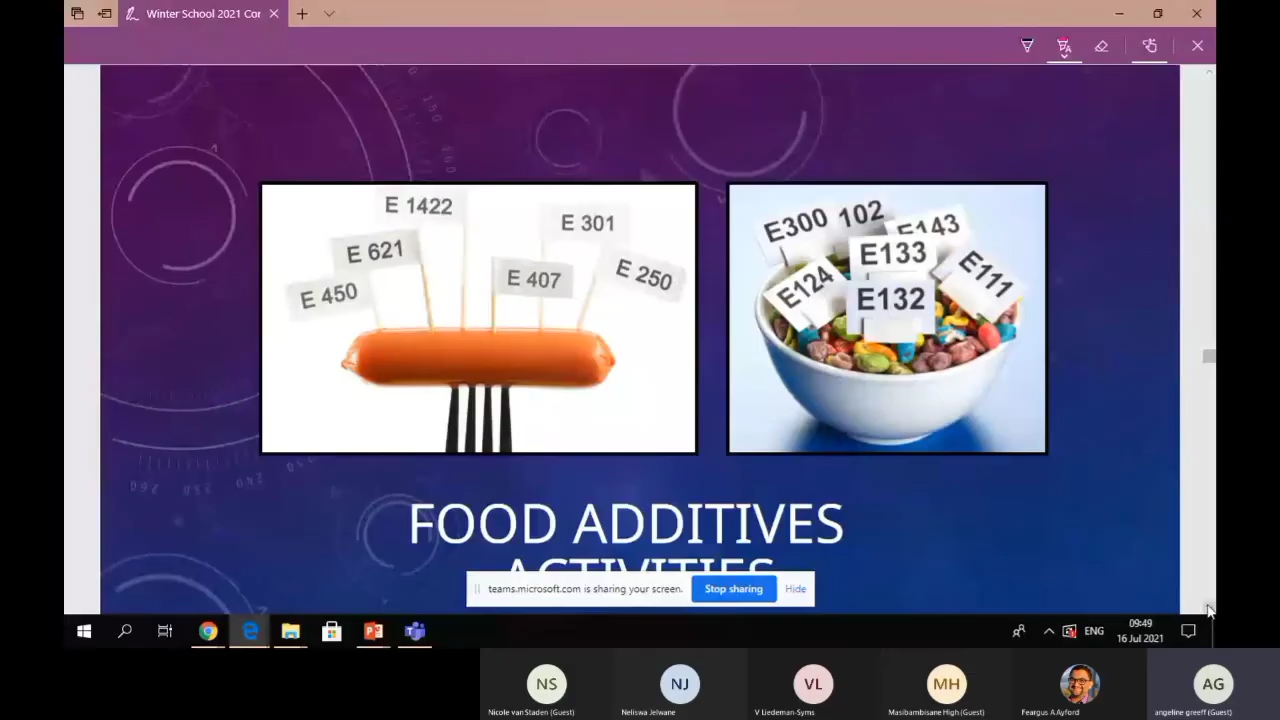 Winter School 2021 Cor
E 1422
E 301
E 621
E 407
E 250
E 450
E300
102
E143
E133
E124
E111
E132
FOOD ADDITIVES
ACTIVITIES
teams.microsoft.com is sharing your screen.
Stop sharing
Hide
ENG
09:49
16 Jul 2021
NS
NJ
VL
MH
AG
Nicole van Staden (Guest)
Neliswa Jelwane
V Liedeman-Syms
Masibambisane High (Guest)
Feargus A Ayford
angeline greeff (Guest)